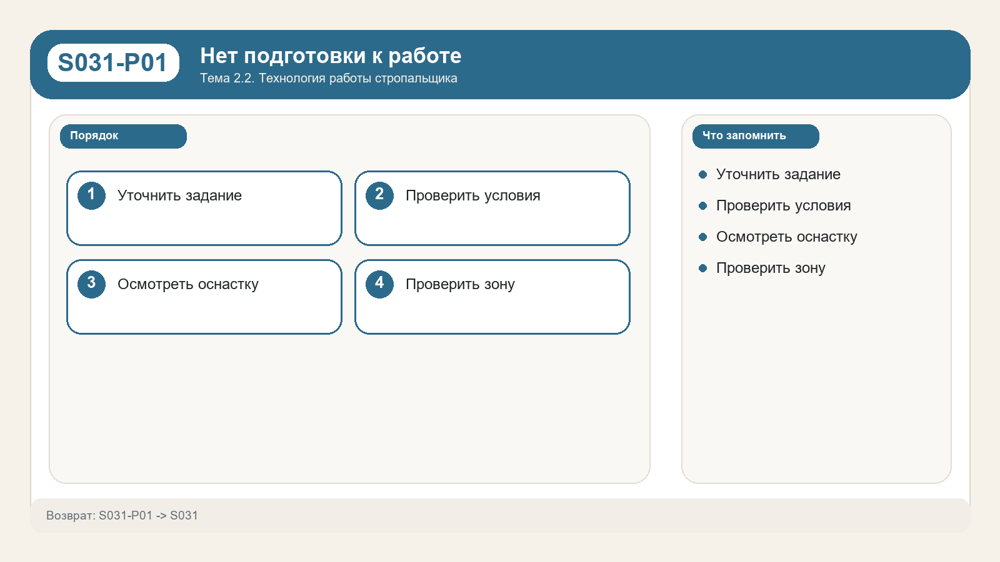 S031-P01
Нет подготовки к работе
Тема 2.2. Технология работы стропальщика
Порядок
1 Уточнить задание
2 Проверить условия
3 Осмотреть оснастку
4 Проверить зону
Что запомнить
Уточнить задание
Проверить условия
Осмотреть оснастку
Проверить зону
Возврат: S031-P01 -> S031